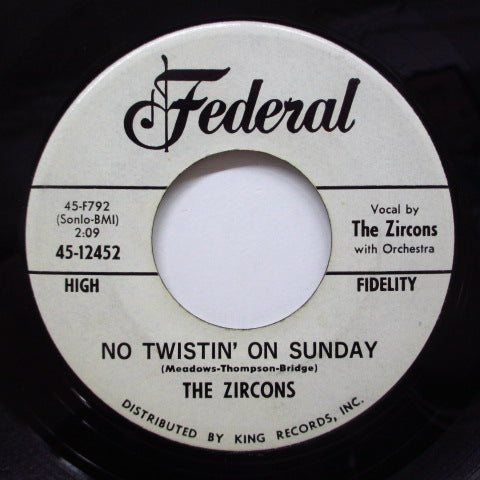 Federal
45-F792
(Sonlo-BMI)
2:09
45-12452
Vocal by
The Zircons
with Orchestra
HIGH FIDELITY
NO TWISTIN' ON SUNDAY
(Meadows-Thompson-Bridge)
THE ZIRCONS
DISTRIBUTED BY KING RECORDS, INC.